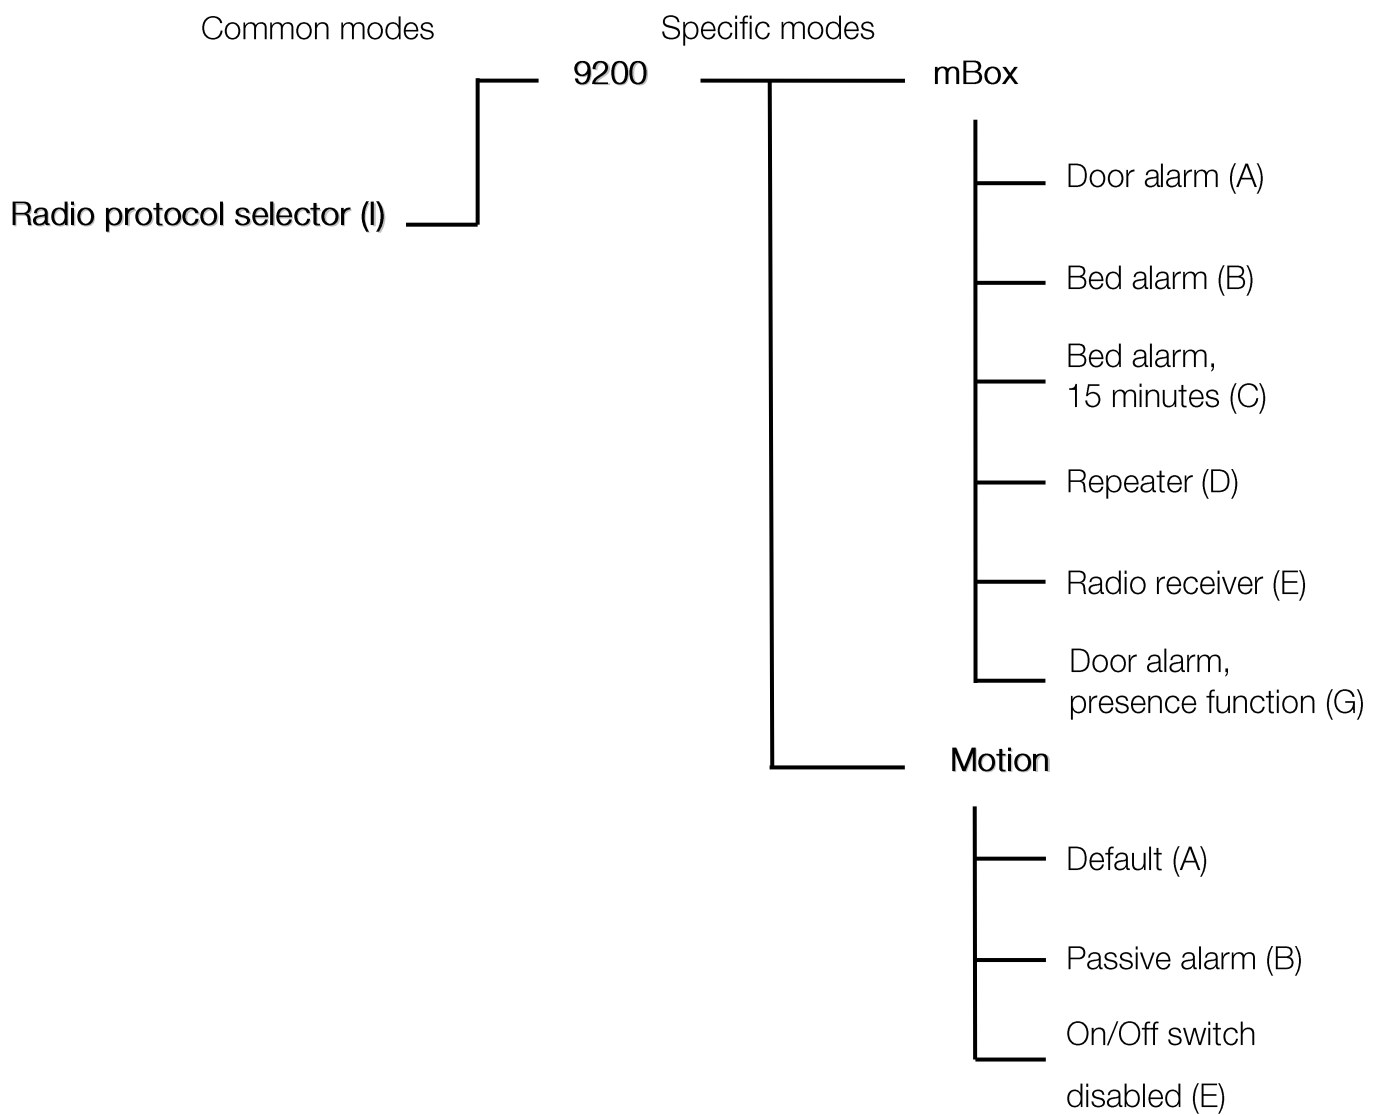 Common modes
Specific modes
9200
mBox
Radio protocol selector (I)
Door alarm (A)
Bed alarm (B)
Bed alarm,
15 minutes (C)
Repeater (D)
Radio receiver (E)
Door alarm,
presence function (G)
Motion
Default (A)
Passive alarm (B)
On/Off switch
disabled (E)